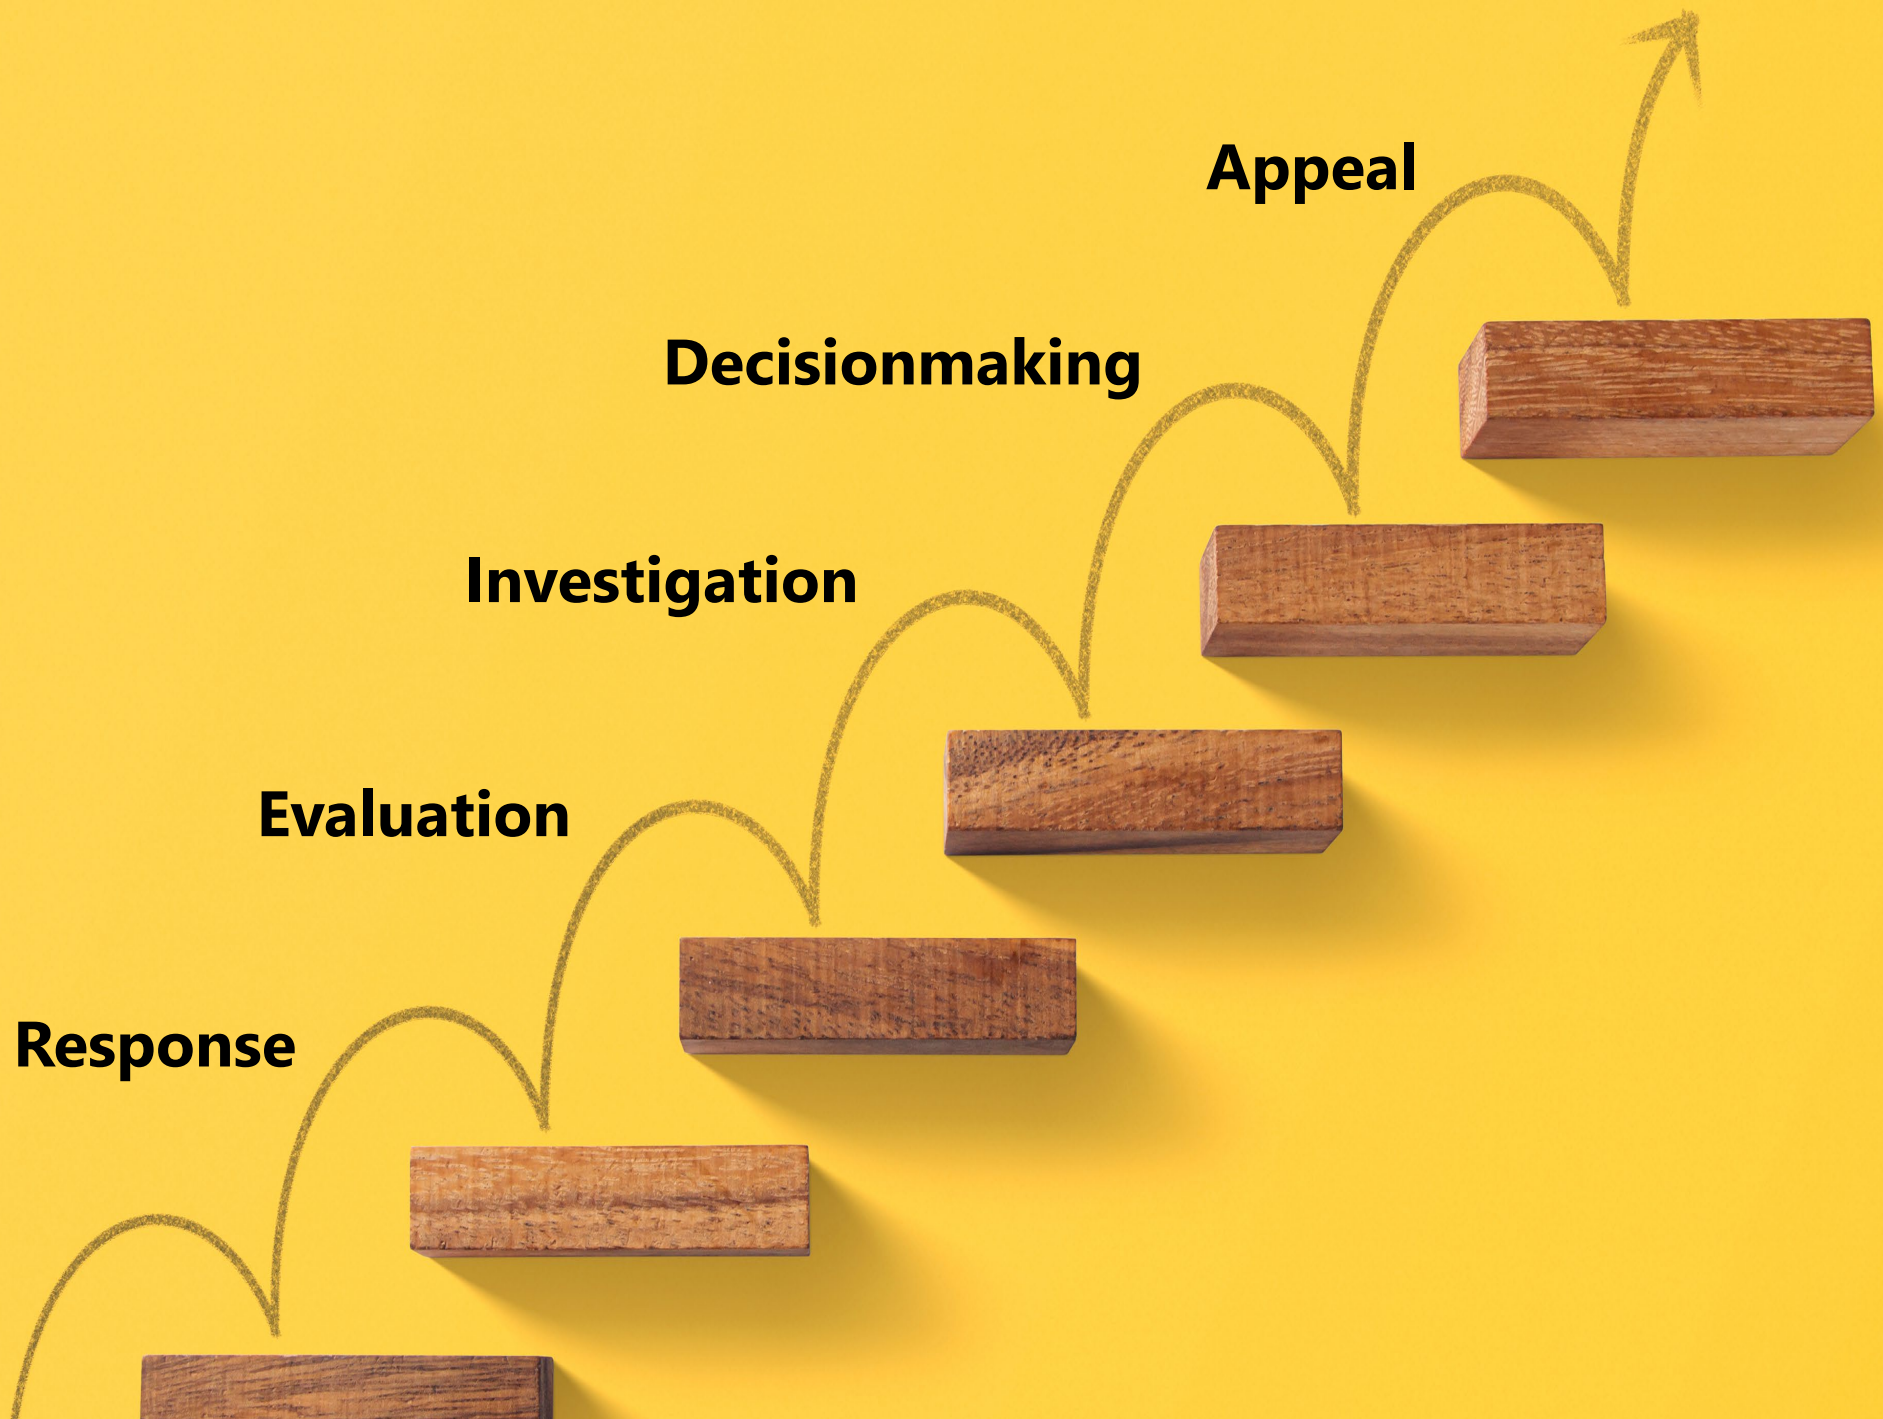 Appeal
Decisionmaking
Investigation
Evaluation
Response